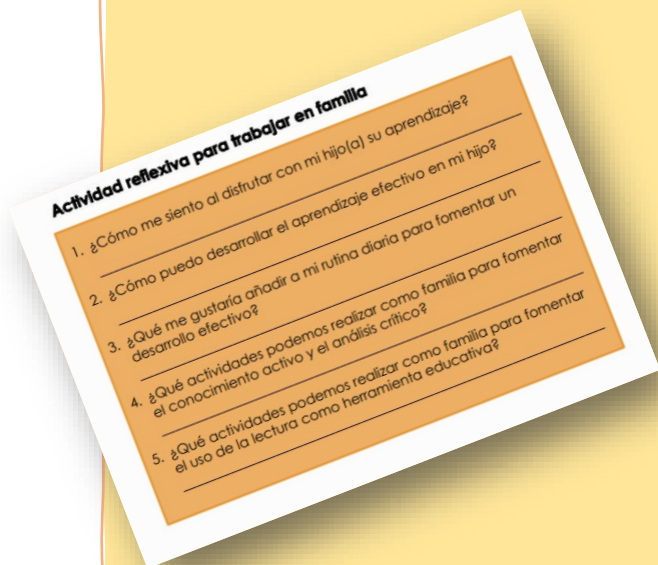 Actividad reflexiva para trabajar en familia
1. ¿Cómo me siento al disfrutar con mi hijo(a) su aprendizaje?
2. ¿Cómo puedo desarrollar el aprendizaje efectivo en mi hijo?
3. ¿Qué me gustaría añadir a mi rutina diaria para fomentar un
desarrollo efectivo?
4. ¿Qué actividades podemos realizar como familia para fomentar
el conocimiento activo y el análisis crítico?
5. ¿Qué actividades podemos realizar como familia para fomentar
el uso de la lectura como herramienta educativa?